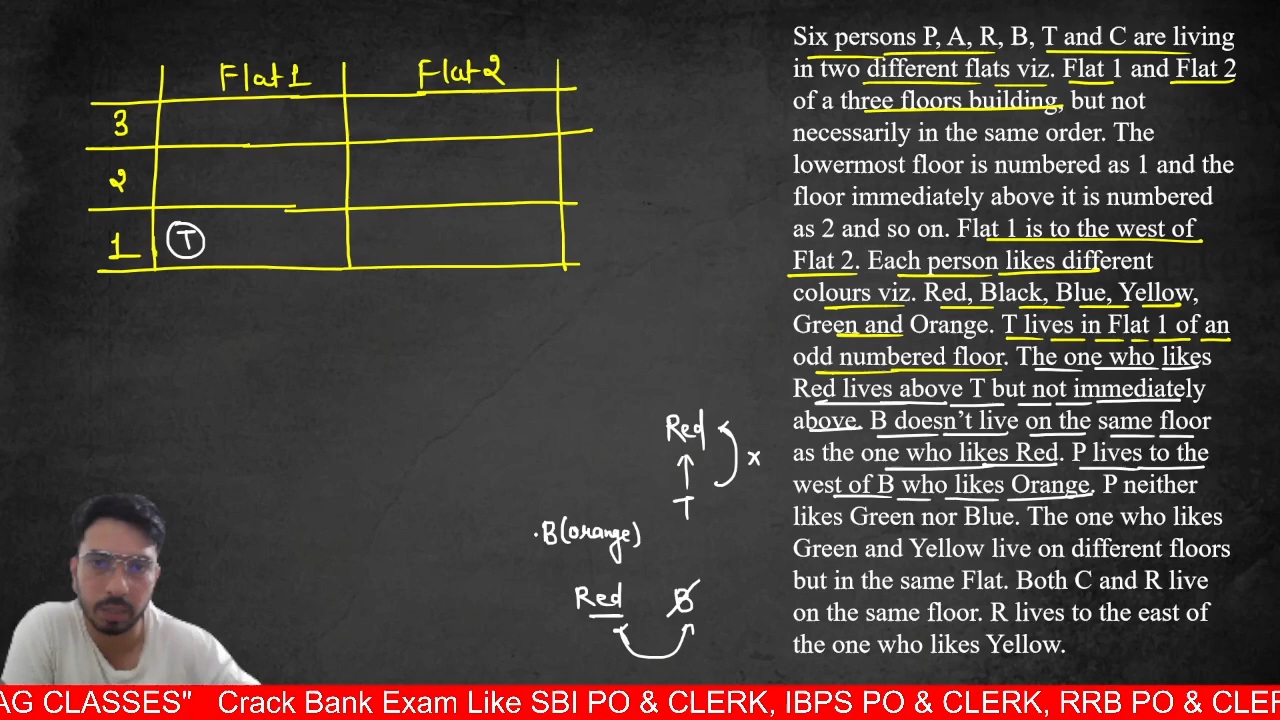 Flat 1 Flat 2
3
2
1 T
Red
x
T
.B(orange)
Red B
Six persons P, A, R, B, T and C are living
in two different flats viz. Flat 1 and Flat 2
of a three floors building, but not
necessarily in the same order. The
lowermost floor is numbered as 1 and the
floor immediately above it is numbered
as 2 and so on. Flat 1 is to the west of
Flat 2. Each person likes different
colours viz. Red, Black, Blue, Yellow,
Green and Orange. T lives in Flat 1 of an
odd numbered floor. The one who likes
Red lives above T but not immediately
above. B doesn’t live on the same floor
as the one who likes Red. P lives to the
west of B who likes Orange. P neither
likes Green nor Blue. The one who likes
Green and Yellow live on different floors
but in the same Flat. Both C and R live
on the same floor. R lives to the east of
the one who likes Yellow.
AG CLASSES" Crack Bank Exam Like SBI PO & CLERK, IBPS PO & CLERK, RRB PO & CLE